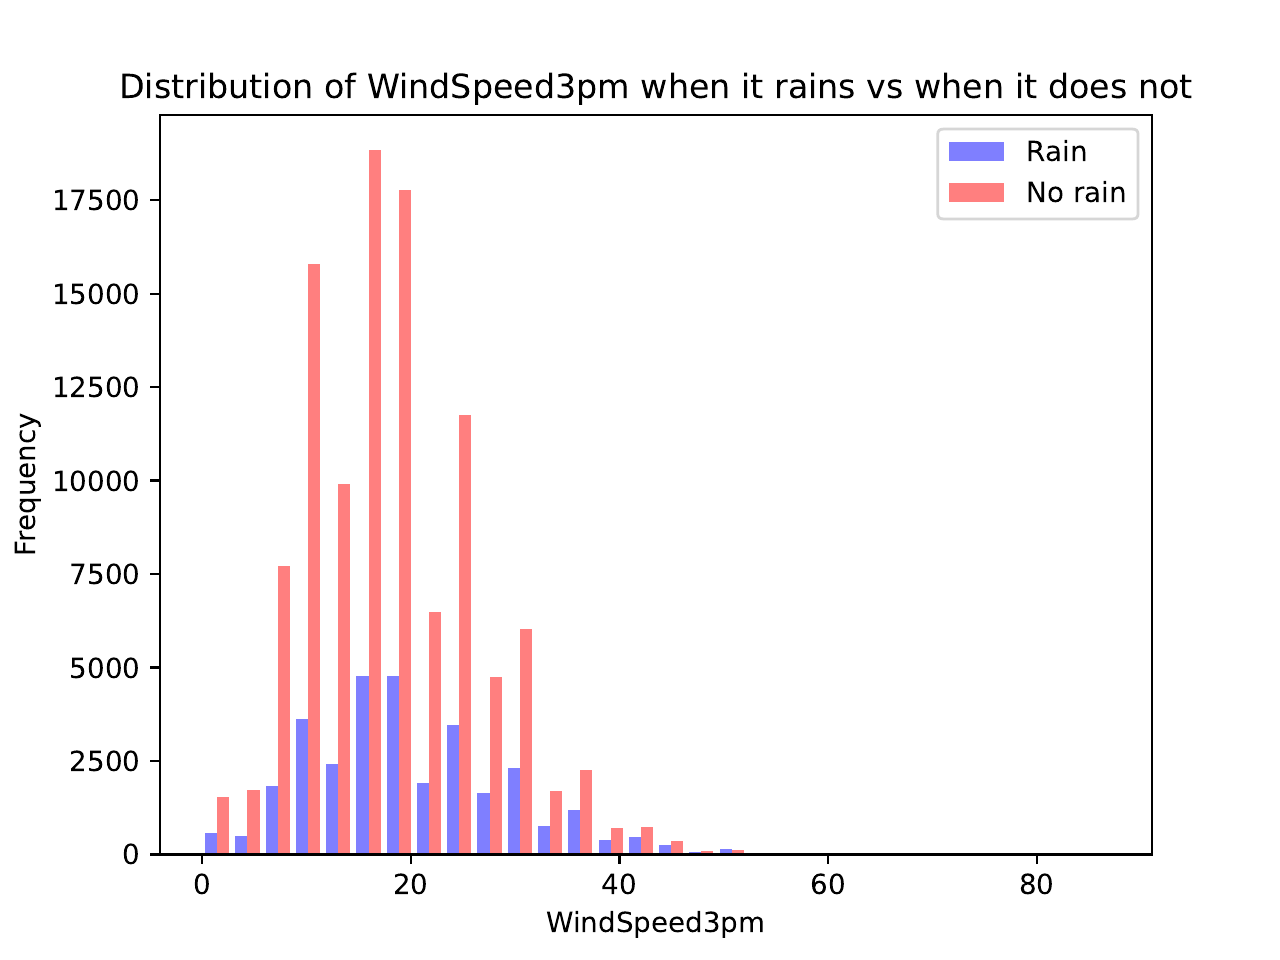 Distribution of WindSpeed3pm when it rains vs when it does not
Rain
No rain
Frequency
17500
15000
12500
10000
7500
5000
2500
0
0 20 40 60 80
WindSpeed3pm